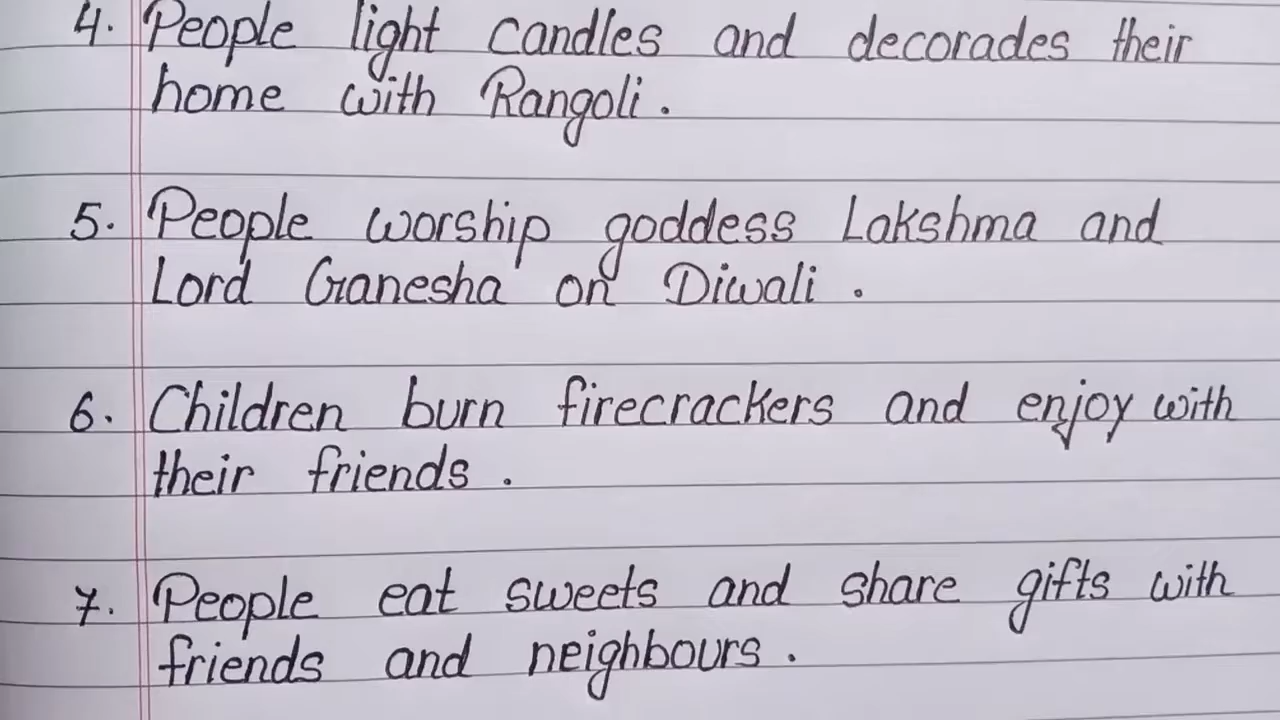 4. People light candles and decorades their
home with Rangoli.
5. People worship goddess Lakshma and
Lord Ganesha on Diwali.
6. Children burn firecrackers and enjoy with
their friends.
7. People eat sweets and share gifts with
friends and neighbours.